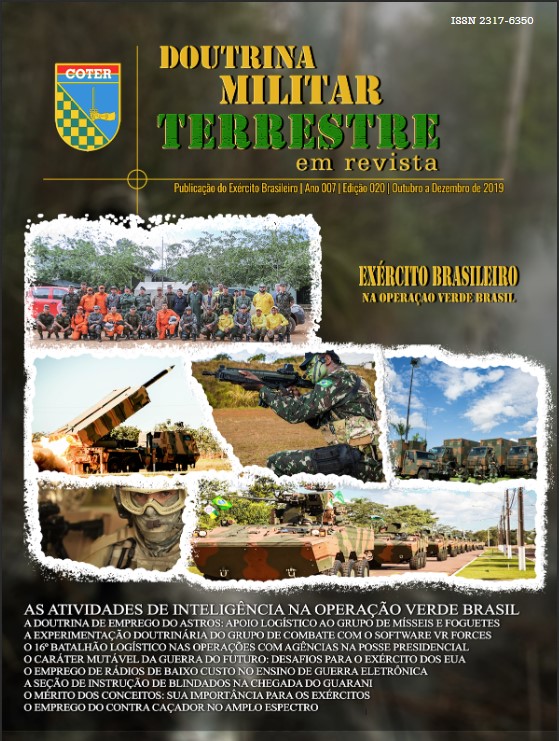 ISSN 2317-6350
COTER
DOUTRINA
MILITAR
TERRESTRE
em revista
Publicação do Exército Brasileiro | Ano 007 | Edição 020 | Outubro a Dezembro de 2019
EXÉRCITO BRASILEIRO
NA OPERAÇAO VERDE BRASIL
AS ATIVIDADES DE INTELIGÊNCIA NA OPERAÇÃO VERDE BRASIL
A DOUTRINA DE EMPREGO DO ASTROS: APOIO LOGÍSTICO AO GRUPO DE MÍSSEIS E FOGUETES
A EXPERIMENTAÇÃO DOUTRINÁRIA DO GRUPO DE COMBATE COM O SOFTWARE VR FORCES
O 16º BATALHÃO LOGÍSTICO NAS OPERAÇÕES COM AGÊNCIAS NA POSSE PRESIDENCIAL
O CARÁTER MUTÁVEL DA GUERRA DO FUTURO: DESAFIOS PARA O EXÉRCITO DOS EUA
O EMPREGO DE RÁDIOS DE BAIXO CUSTO NO ENSINO DE GUERRA ELETRÔNICA
A SEÇÃO DE INSTRUÇÃO DE BLINDADOS NA CHEGADA DO GUARANI
O MÉRITO DOS CONCEITOS: SUA IMPORTÂNCIA PARA OS EXÉRCITOS
O EMPREGO DO CONTRA CAÇADOR NO AMPLO ESPECTRO